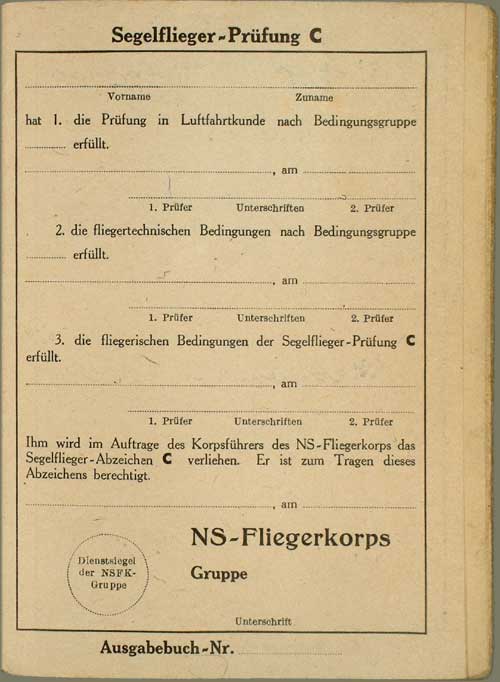 Segelflieger-Prüfung C
Vorname Zuname
hat 1. die Prüfung in Luftfahrtkunde nach Bedingungsgruppe
............ erfüllt.
............, am ............
1. Prüfer Unterschriften 2. Prüfer
2. die fliegertechnischen Bedingungen nach Bedingungsgruppe
............ erfüllt.
............, am ............
1. Prüfer Unterschriften 2. Prüfer
3. die fliegerischen Bedingungen der Segelflieger-Prüfung C
erfüllt.
............, am ............
1. Prüfer Unterschriften 2. Prüfer
Ihm wird im Auftrage des Korpsführers des NS-Fliegerkorps das
Segelflieger-Abzeichen C verliehen. Er ist zum Tragen dieses
Abzeichens berechtigt.
............, am ............
NS-Fliegerkorps
Dienstsiegel
der NSFK-
Gruppe
Gruppe
Unterschrift
Ausgabebuch-Nr. ............